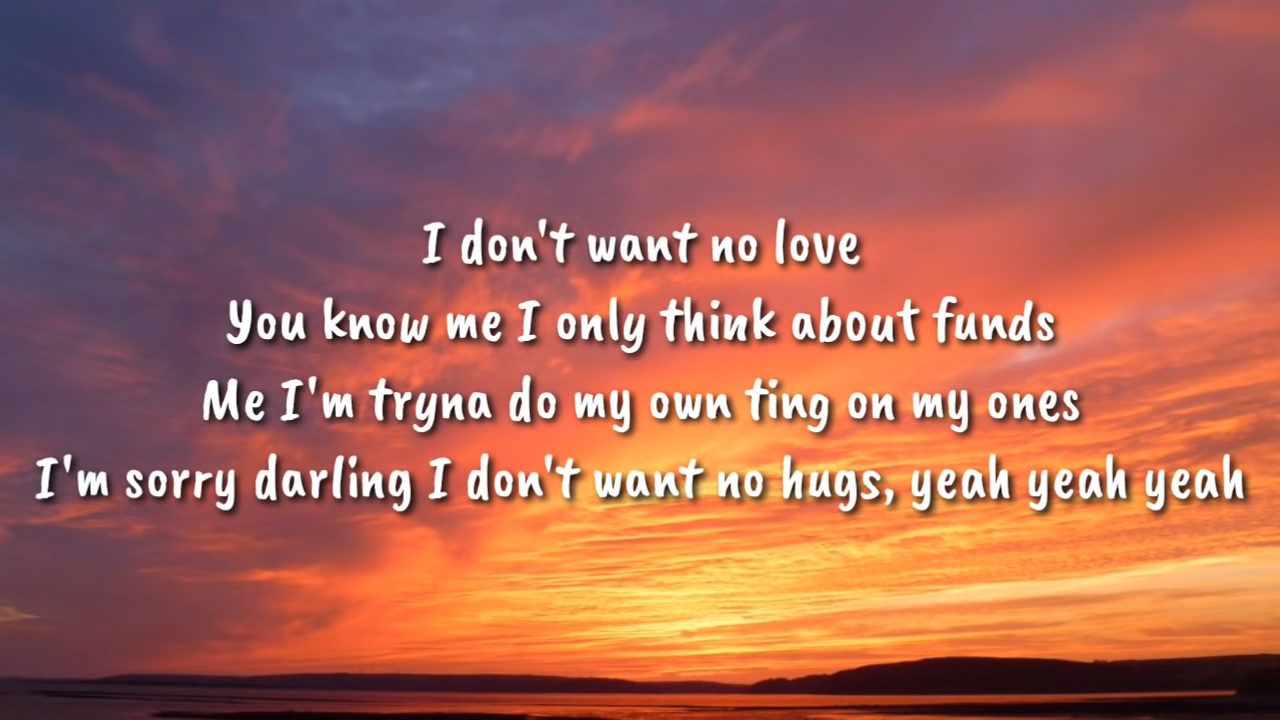 I don't want no love
You know me I only think about funds
Me I'm tryna do my own ting on my ones
I'm sorry darling I don't want no hugs, yeah yeah yeah